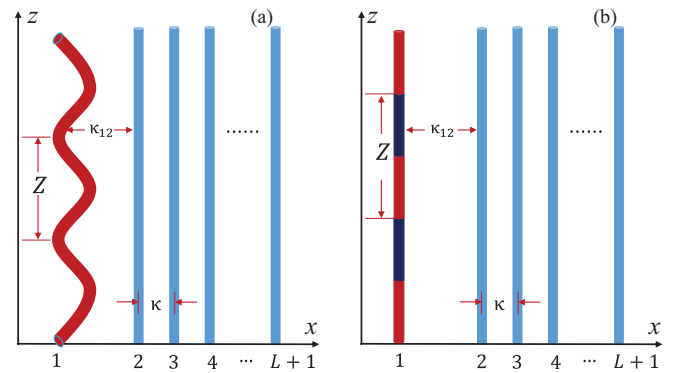 z (a)
κ₁₂ ......
Z
κ
x
1 2 3 4 ··· L + 1
z (b)
κ₁₂ ......
Z
κ
x
1 2 3 4 ··· L + 1